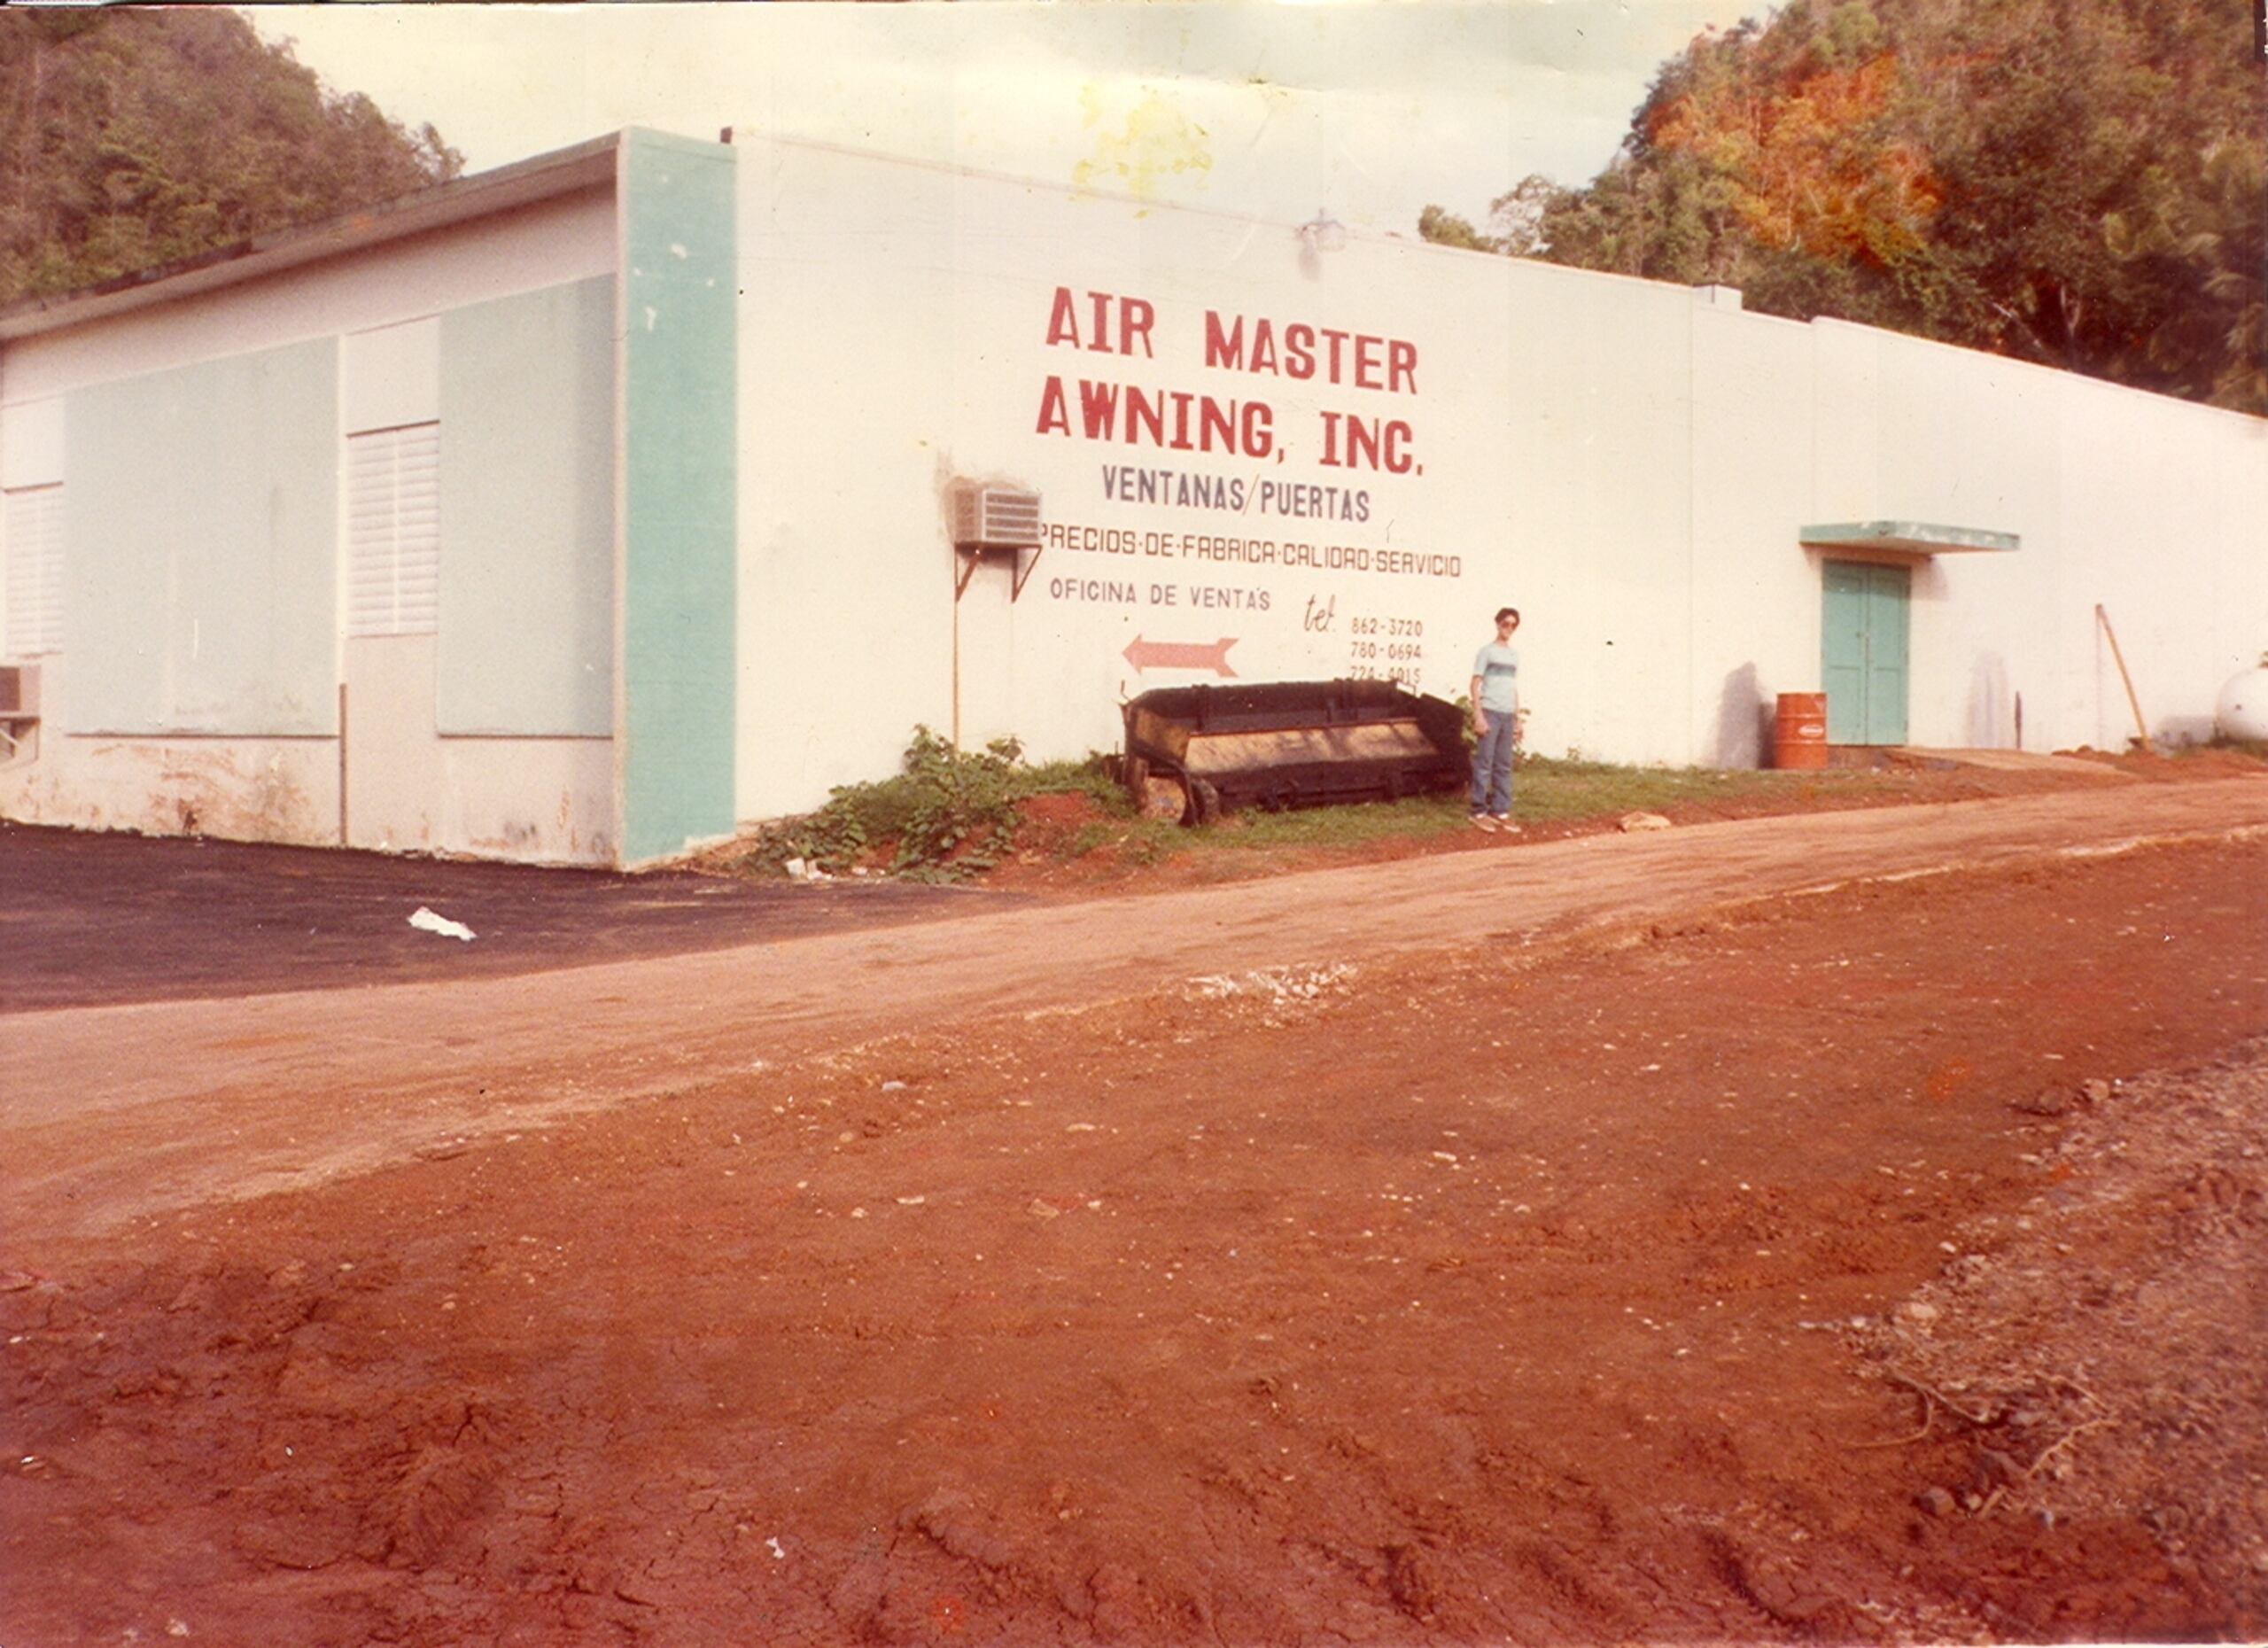 AIR MASTER
AWNING, INC.
VENTANAS/PUERTAS
PRECIOS-DE-FABRICA-CALIDAD-SERVICIO
OFICINA DE VENTAS
tel. 862-3720
780-0694